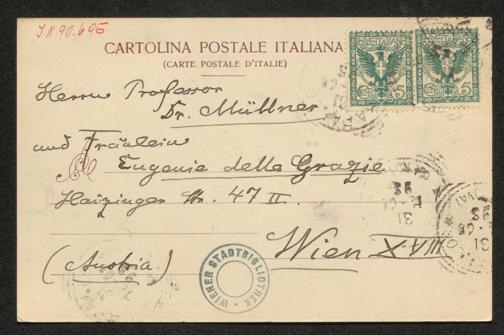 I.N. 90.695
CARTOLINA POSTALE ITALIANA
(CARTE POSTALE D'ITALIE)
Herrn Professor
Dr. Müllner
und Fräulein
Eugenie delle Grazie
Haizinger Str. 47 II.
Wien XVIII
(Austria)
WIENER STADTBIBLIOTHEK